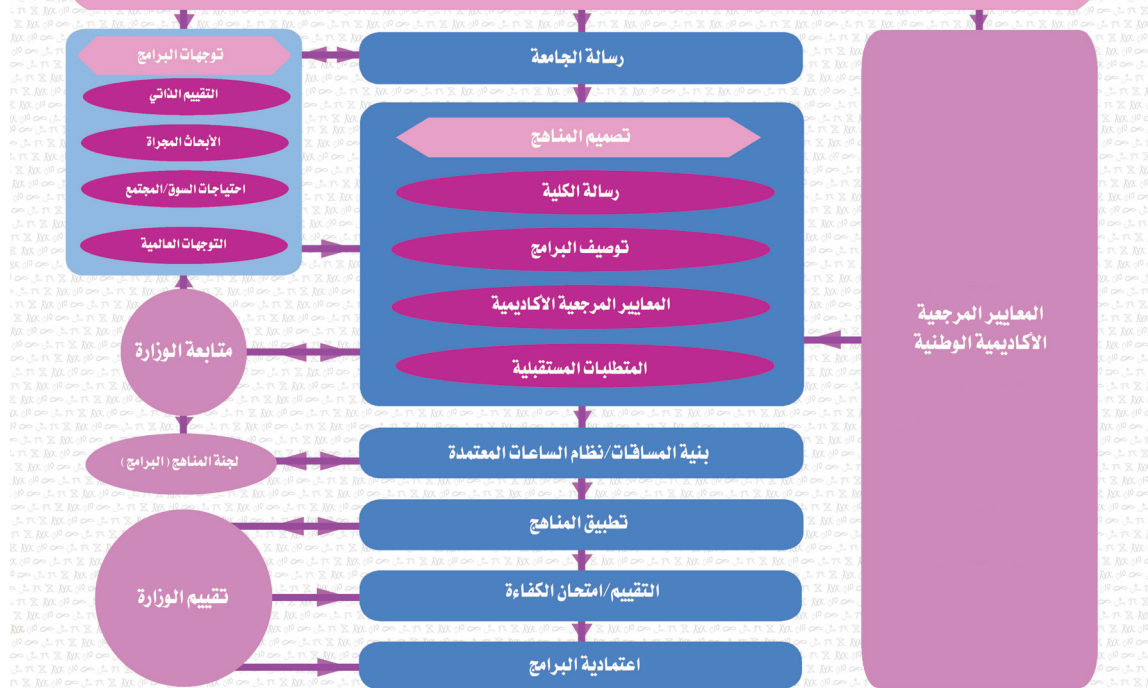 توجهات البرامج
التقييم الذاتي
الأبحاث المجراة
احتياجات السوق/المجتمع
التوجهات العالمية
رسالة الجامعة
تصميم المناهج
رسالة الكلية
توصيف البرامج
المعايير المرجعية الأكاديمية
المتطلبات المستقبلية
المعايير المرجعية
الأكاديمية الوطنية
متابعة الوزارة
لجنة المناهج (البرامج)
بنية المساقات/نظام الساعات المعتمدة
تطبيق المناهج
تقييم الوزارة
التقييم/امتحان الكفاءة
اعتمادية البرامج